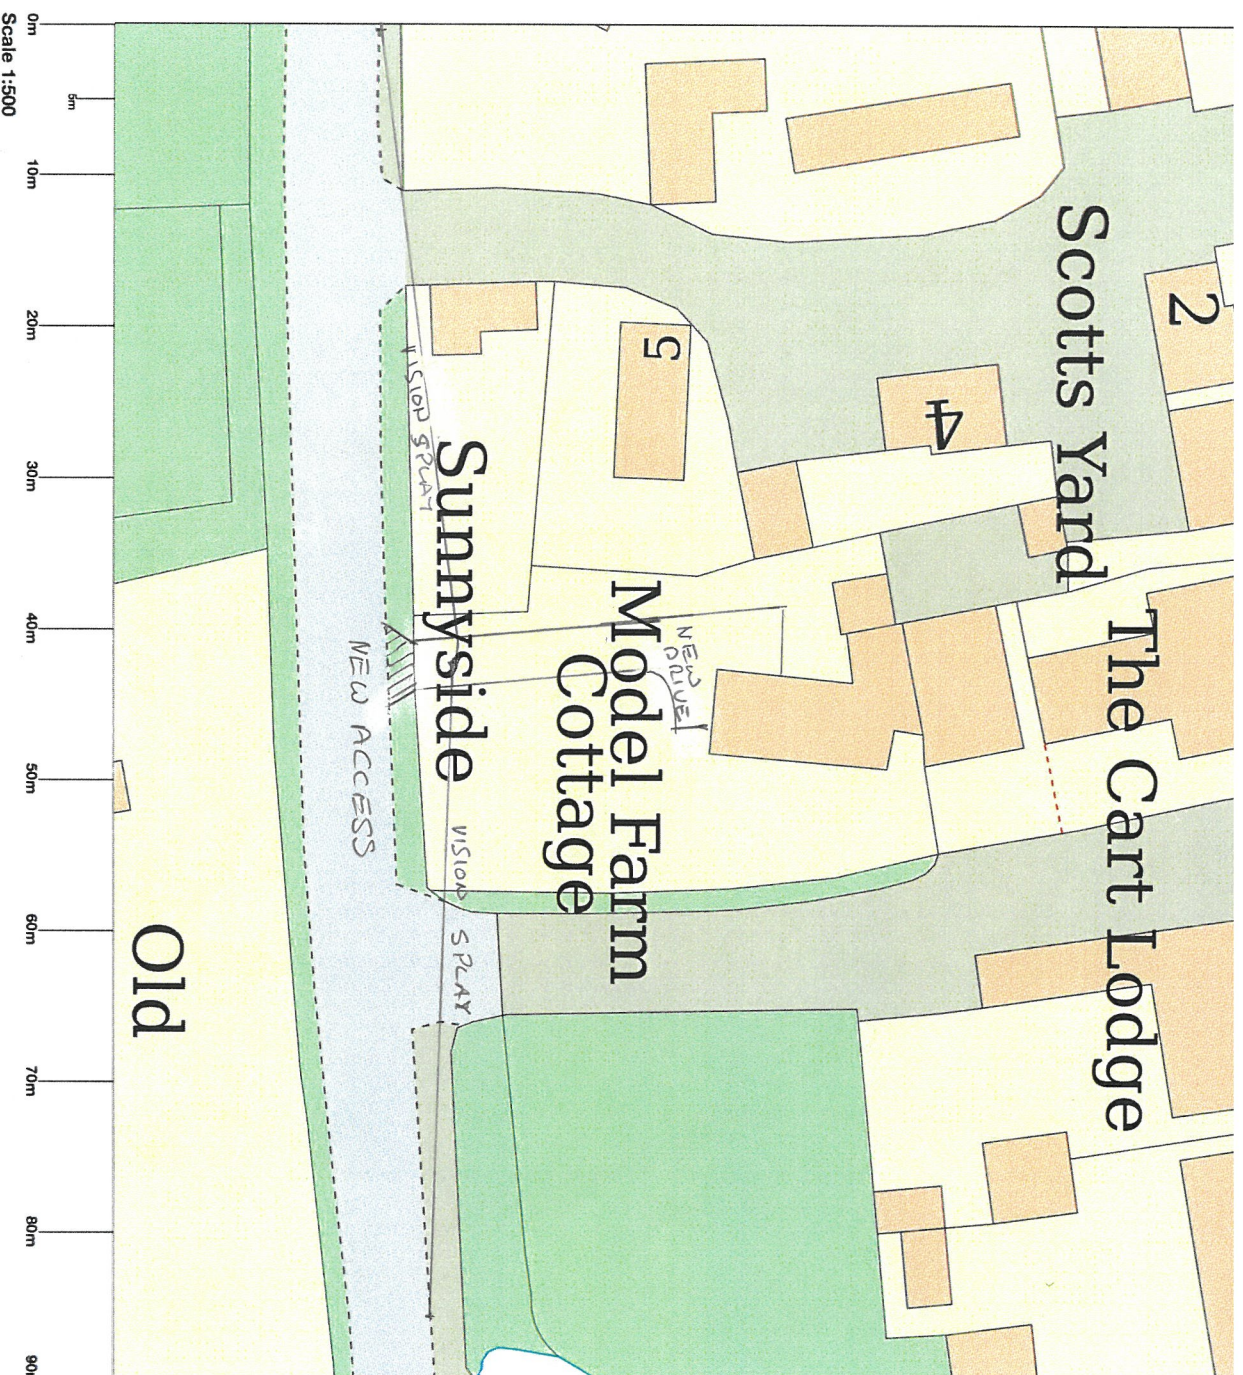 Scale 1:500
0m
5m
10m
20m
30m
40m
50m
60m
70m
80m
Scotts Yard
2
4
5
The Cart Lodge
Model Farm
Cottage
Sunnyside
Old
VISION SPLAY
VISION SPLAY
NEW
DRIVE
NEW ACCESS